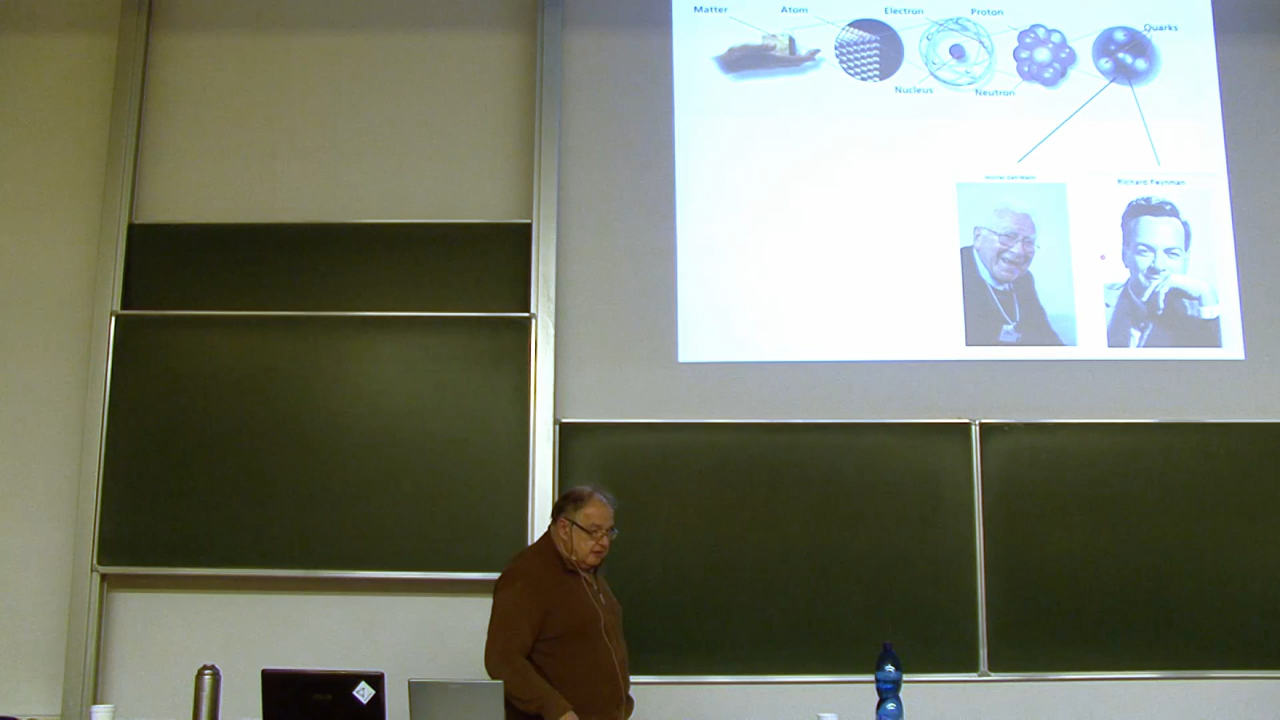 Matter
Atom
Electron
Proton
Quarks
Nucleus
Neutron
Richard Feynman